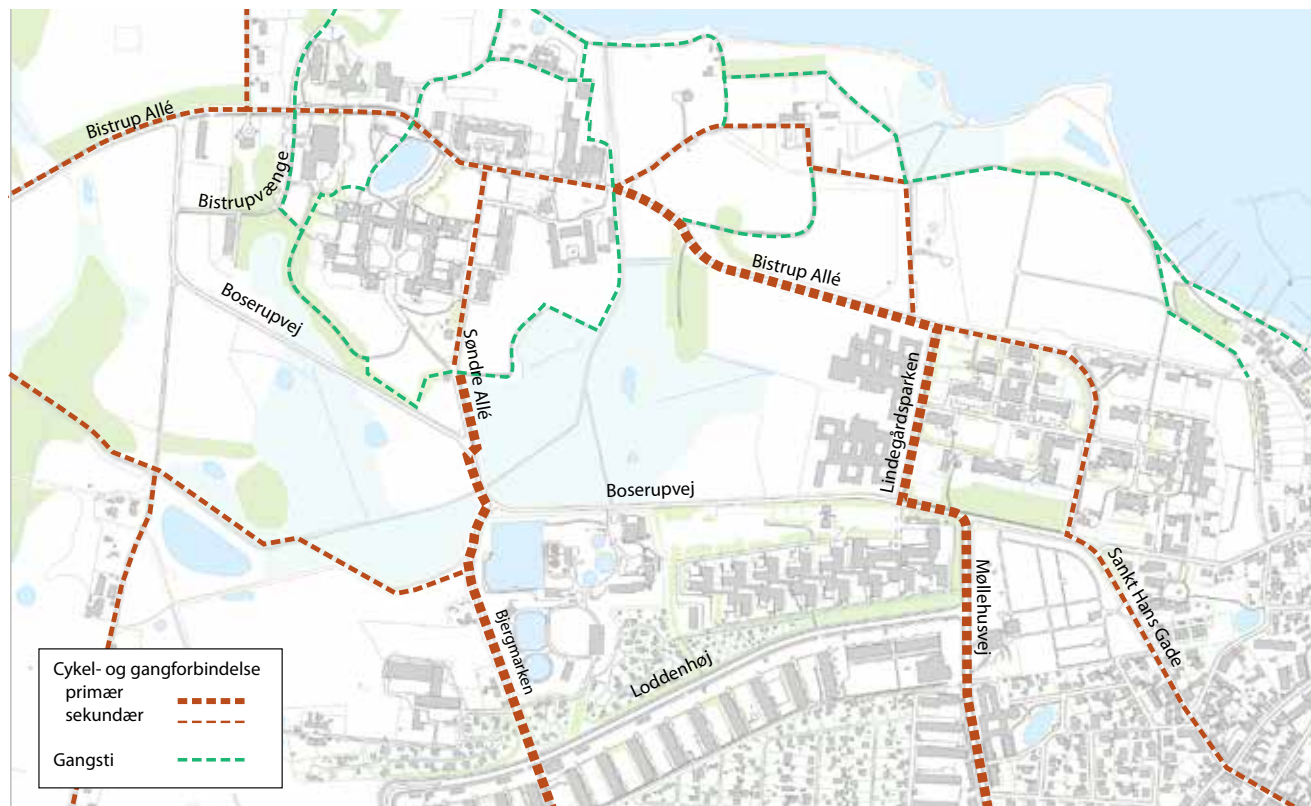 Bistrup Allé
Bistrupvænge
Bistrup Allé
Boserupvej
Søndre Allé
Lindegårdsparken
Boserupvej
Møllehusvej
Sankt Hans Gade
Bjergmarken
Loddenhøj
Cykel- og gangforbindelse
primær
sekundær
Gangsti